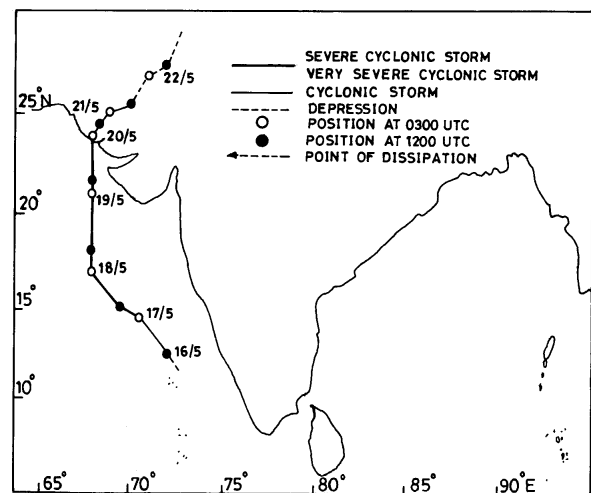 SEVERE CYCLONIC STORM
VERY SEVERE CYCLONIC STORM
CYCLONIC STORM
DEPRESSION
POSITION AT 0300 UTC
POSITION AT 1200 UTC
POINT OF DISSIPATION
22/5
21/5
20/5
19/5
18/5
17/5
16/5
25°N
20°
15°
10°
65° 70° 75° 80° 85° 90°E